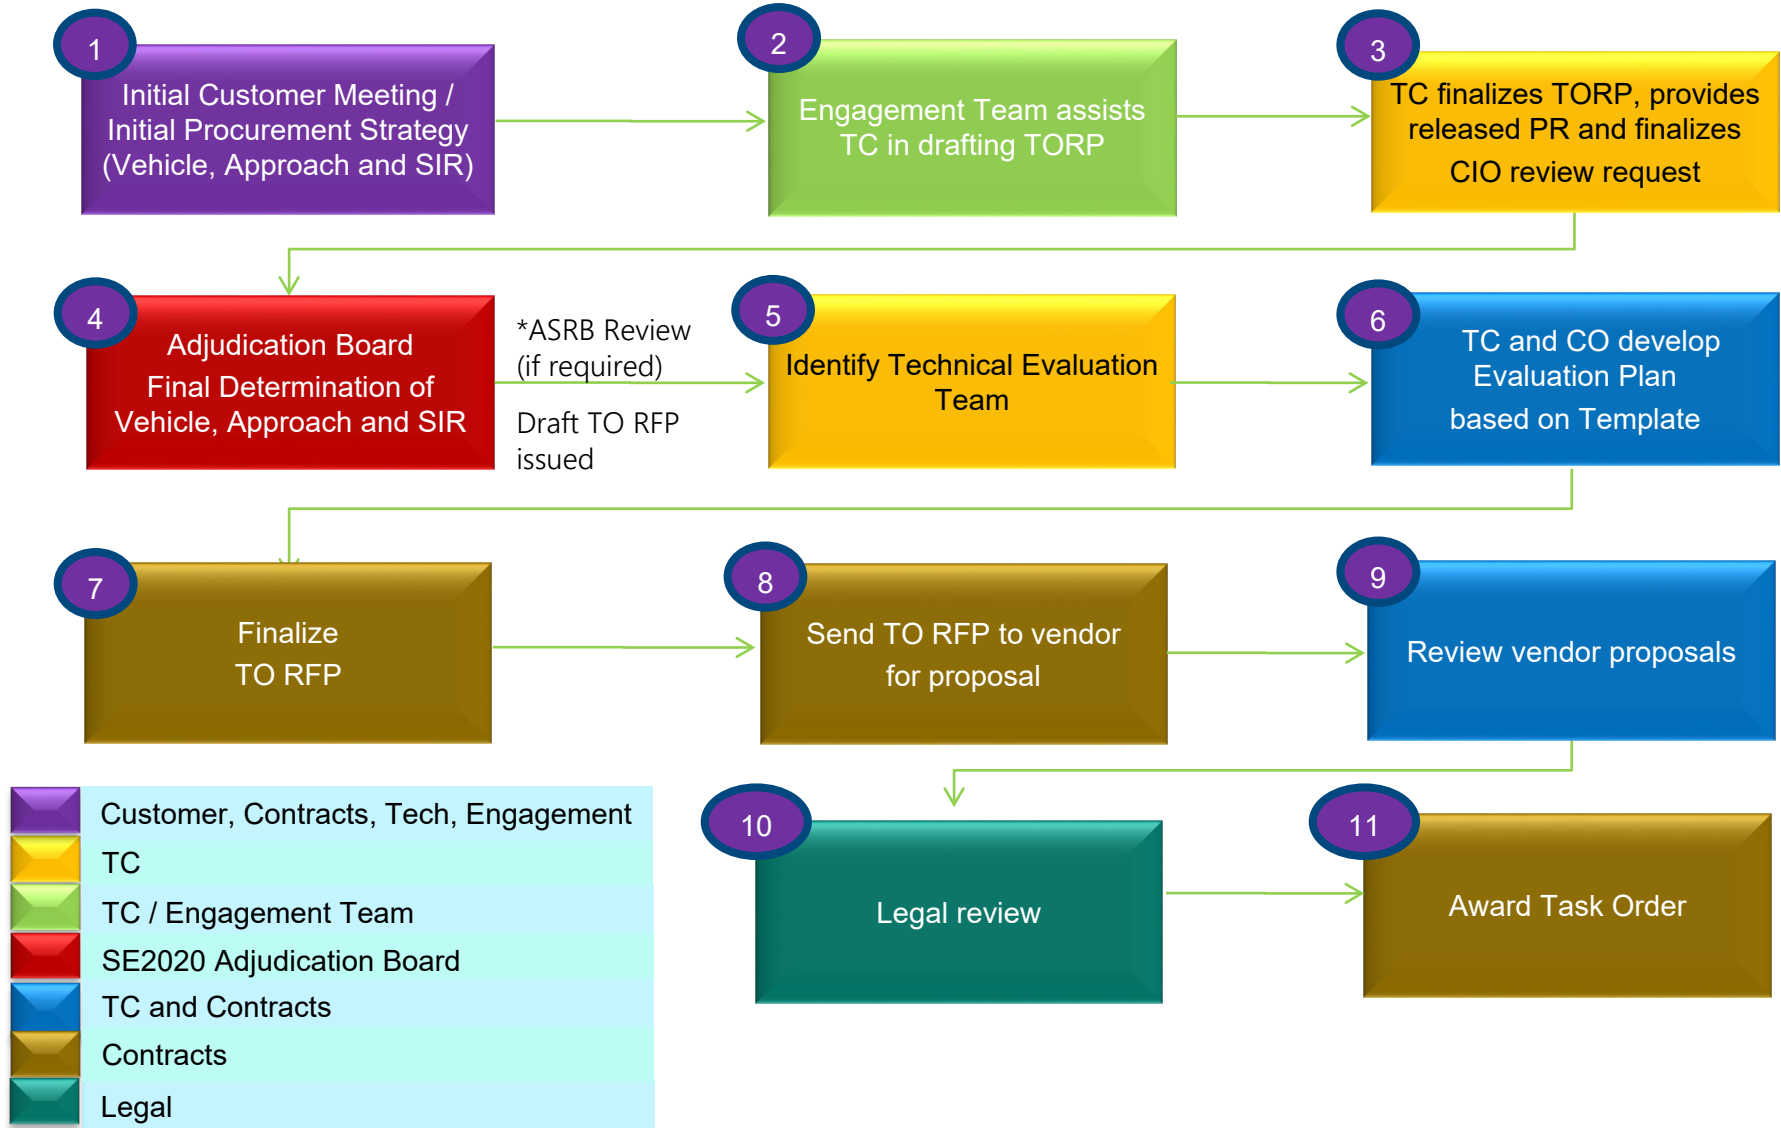 1
Initial Customer Meeting /
Initial Procurement Strategy
(Vehicle, Approach and SIR)
2
Engagement Team assists
TC in drafting TORP
3
TC finalizes TORP, provides
released PR and finalizes
CIO review request
4
Adjudication Board
Final Determination of
Vehicle, Approach and SIR
*ASRB Review
(if required)
Draft TO RFP
issued
5
Identify Technical Evaluation
Team
6
TC and CO develop
Evaluation Plan
based on Template
7
Finalize
TO RFP
8
Send TO RFP to vendor
for proposal
9
Review vendor proposals
10
Legal review
11
Award Task Order
Customer, Contracts, Tech, Engagement
TC
TC / Engagement Team
SE2020 Adjudication Board
TC and Contracts
Contracts
Legal